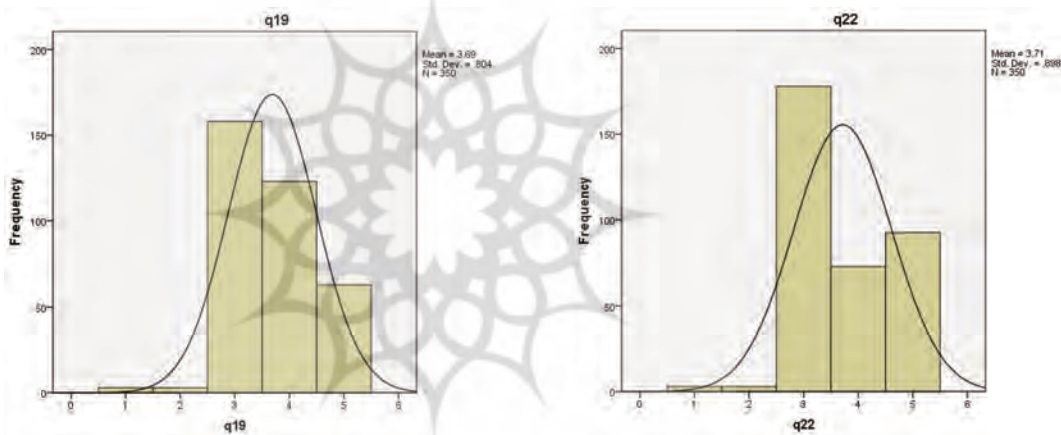 q19
Mean = 3.69
Std. Dev. = .804
N = 350
200
150
100
50
0
Frequency
0 1 2 3 4 5 6
q19
q22
Mean = 3.71
Std. Dev. = .898
N = 350
200
150
100
50
0
Frequency
0 1 2 3 4 5 6
q22